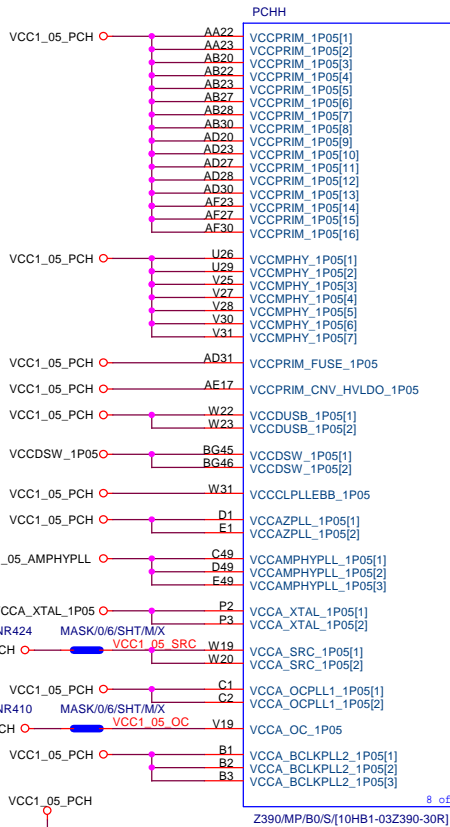 PCHH
VCC1_05_PCH AA22 VCCPRIM_1P05[1]
AA23 VCCPRIM_1P05[2]
AB20 VCCPRIM_1P05[3]
AB22 VCCPRIM_1P05[4]
AB23 VCCPRIM_1P05[5]
AB27 VCCPRIM_1P05[6]
AB28 VCCPRIM_1P05[7]
AB30 VCCPRIM_1P05[8]
AD20 VCCPRIM_1P05[9]
AD23 VCCPRIM_1P05[10]
AD27 VCCPRIM_1P05[11]
AD28 VCCPRIM_1P05[12]
AD30 VCCPRIM_1P05[13]
AF23 VCCPRIM_1P05[14]
AF27 VCCPRIM_1P05[15]
AF30 VCCPRIM_1P05[16]
VCC1_05_PCH U26 VCCMPHY_1P05[1]
U29 VCCMPHY_1P05[2]
V25 VCCMPHY_1P05[3]
V27 VCCMPHY_1P05[4]
V28 VCCMPHY_1P05[5]
V30 VCCMPHY_1P05[6]
V31 VCCMPHY_1P05[7]
VCC1_05_PCH AD31 VCCPRIM_FUSE_1P05
VCC1_05_PCH AE17 VCCPRIM_CNV_HVLDO_1P05
VCC1_05_PCH W22 VCCDUSB_1P05[1]
W23 VCCDUSB_1P05[2]
VCCDSW_1P05 BG45 VCCDSW_1P05[1]
BG46 VCCDSW_1P05[2]
VCC1_05_PCH W31 VCCCLPLLEBB_1P05
VCC1_05_PCH D1 VCCAZPLL_1P05[1]
E1 VCCAZPLL_1P05[2]
_05_AMPHYPLL C49 VCCAMPHYPLL_1P05[1]
D49 VCCAMPHYPLL_1P05[2]
E49 VCCAMPHYPLL_1P05[3]
VCCA_XTAL_1P05 P2 VCCA_XTAL_1P05[1]
P3 VCCA_XTAL_1P05[2]
NR424 MASK/0/6/SHT/M/X
CH VCC1_05_SRC W19 VCCA_SRC_1P05[1]
W20 VCCA_SRC_1P05[2]
VCC1_05_PCH C1 VCCA_OCPLL1_1P05[1]
C2 VCCA_OCPLL1_1P05[2]
NR410 MASK/0/6/SHT/M/X
CH VCC1_05_OC V19 VCCA_OC_1P05
VCC1_05_PCH B1 VCCA_BCLKPLL2_1P05[1]
B2 VCCA_BCLKPLL2_1P05[2]
B3 VCCA_BCLKPLL2_1P05[3]
VCC1_05_PCH 8 of
Z390/MP/B0/S/[10HB1-03Z390-30R]